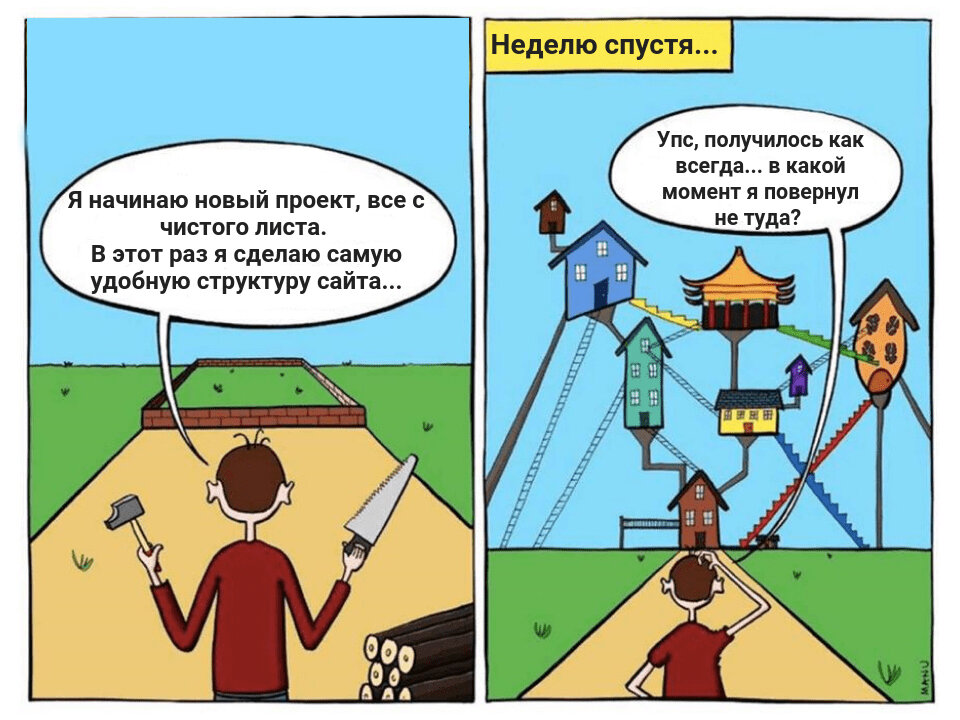 Я начинаю новый проект, все с
чистого листа.
В этот раз я сделаю самую
удобную структуру сайта...
Неделю спустя...
Упс, получилось как
всегда... в какой
момент я повернул
не туда?
MANU